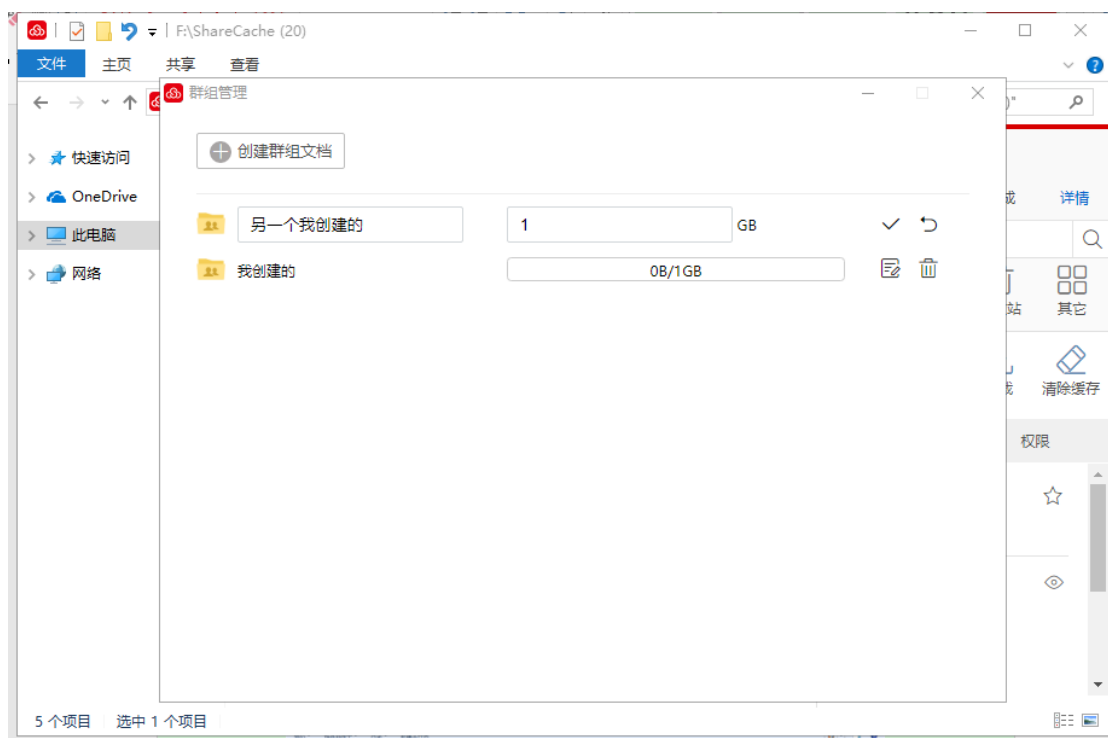 F:\ShareCache (20)
文件 主页 共享 查看
群组管理
快速访问
OneDrive
此电脑
网络
创建群组文档
另一个我创建的 1 GB
我创建的 0B/1GB
详情
站 其它
清除缓存
权限
5 个项目 选中 1 个项目